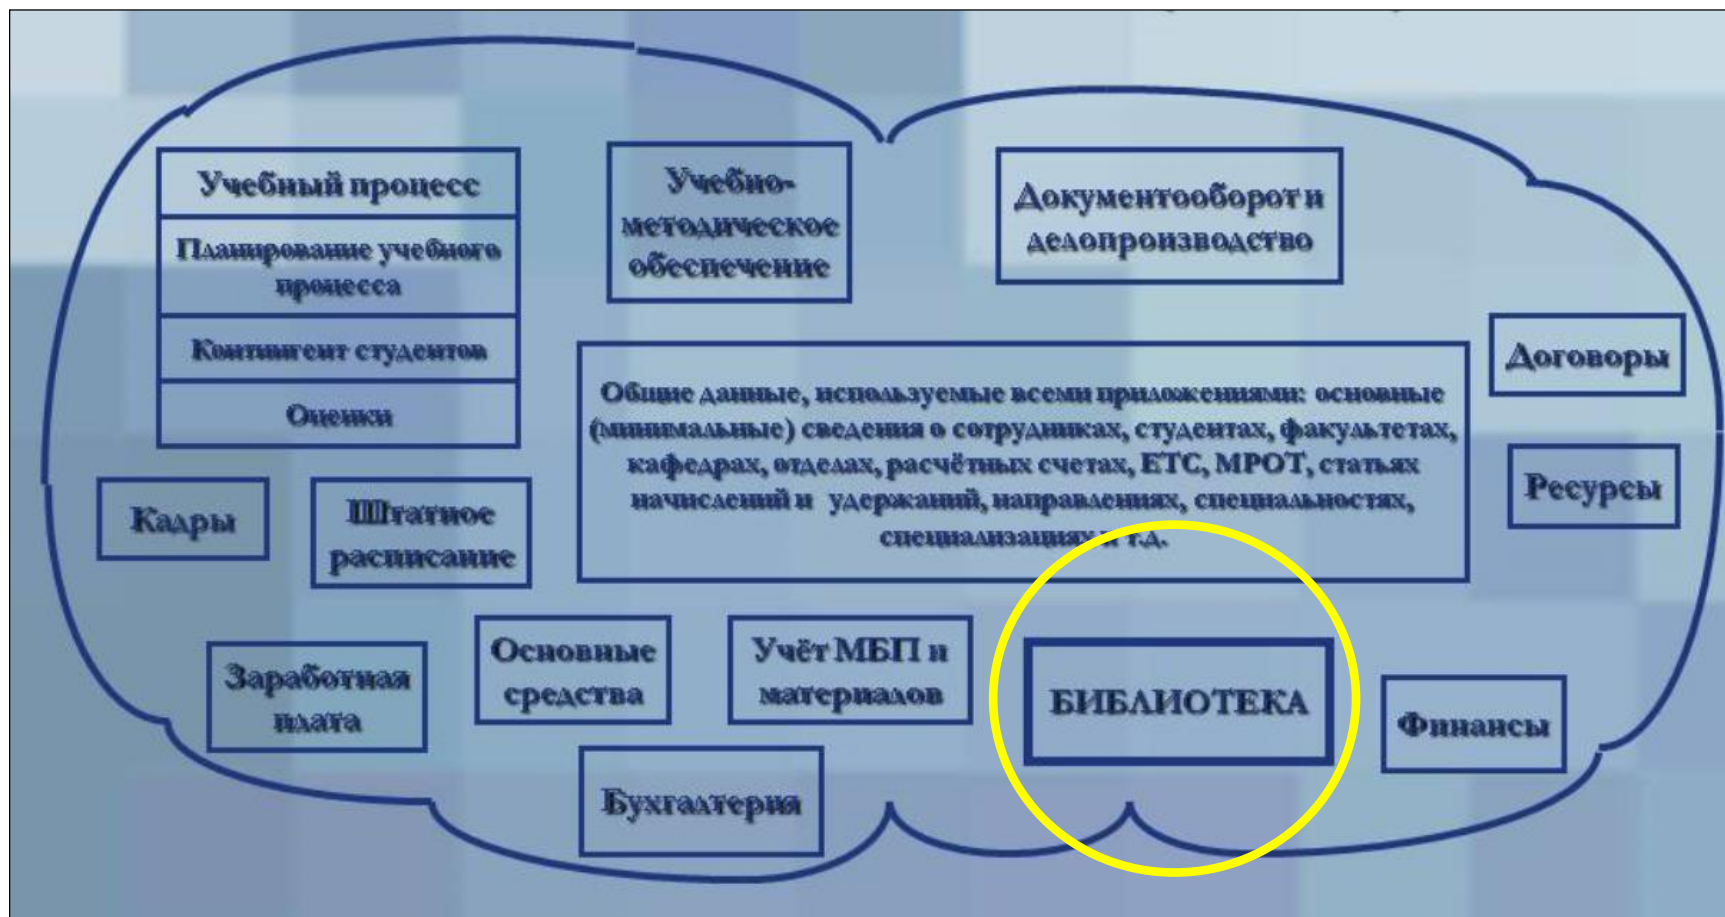 Учебный процесс
Планирование учебного
процесса
Контингент студентов
Оценки
Учебно-
методическое
обеспечение
Документооборот и
делопроизводство
Общие данные, используемые всеми приложениями: основные
(минимальные) сведения о сотрудниках, студентах, факультетах,
кафедрах, отделах, расчётных счетах, ЕТС, МРОТ, статьях
начислений и удержаний, направлениях, специальностях,
специализациях и т.д.
Договоры
Ресурсы
Кадры
Штатное
расписание
Заработная
плата
Основные
средства
Учёт МБП и
материалов
БИБЛИОТЕКА
Финансы
Бухгалтерия